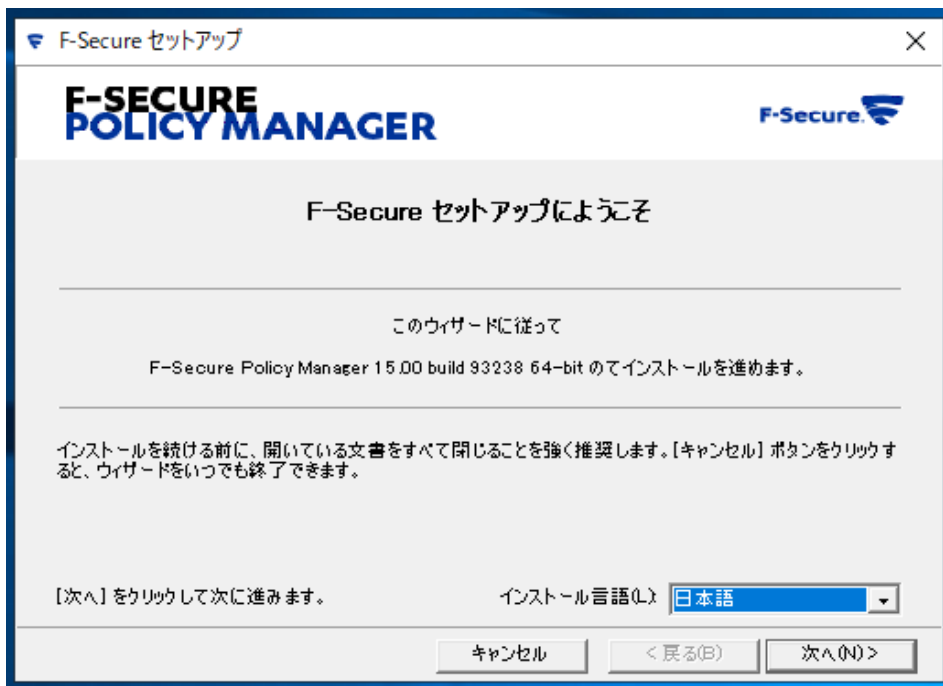 F-Secure セットアップ
F-SECURE
POLICY MANAGER
F-Secure.
F-Secure セットアップにようこそ
このウィザードに従って
F-Secure Policy Manager 15.00 build 93238 64-bit のてインストールを進めます。
インストールを続ける前に、開いている文書をすべて閉じることを強く推奨します。[キャンセル] ボタンをクリックす
ると、ウィザードをいつでも終了できます。
[次へ] をクリックして次に進みます。
インストール言語(L):
日本語
キャンセル
< 戻る(B)
次へ(N) >